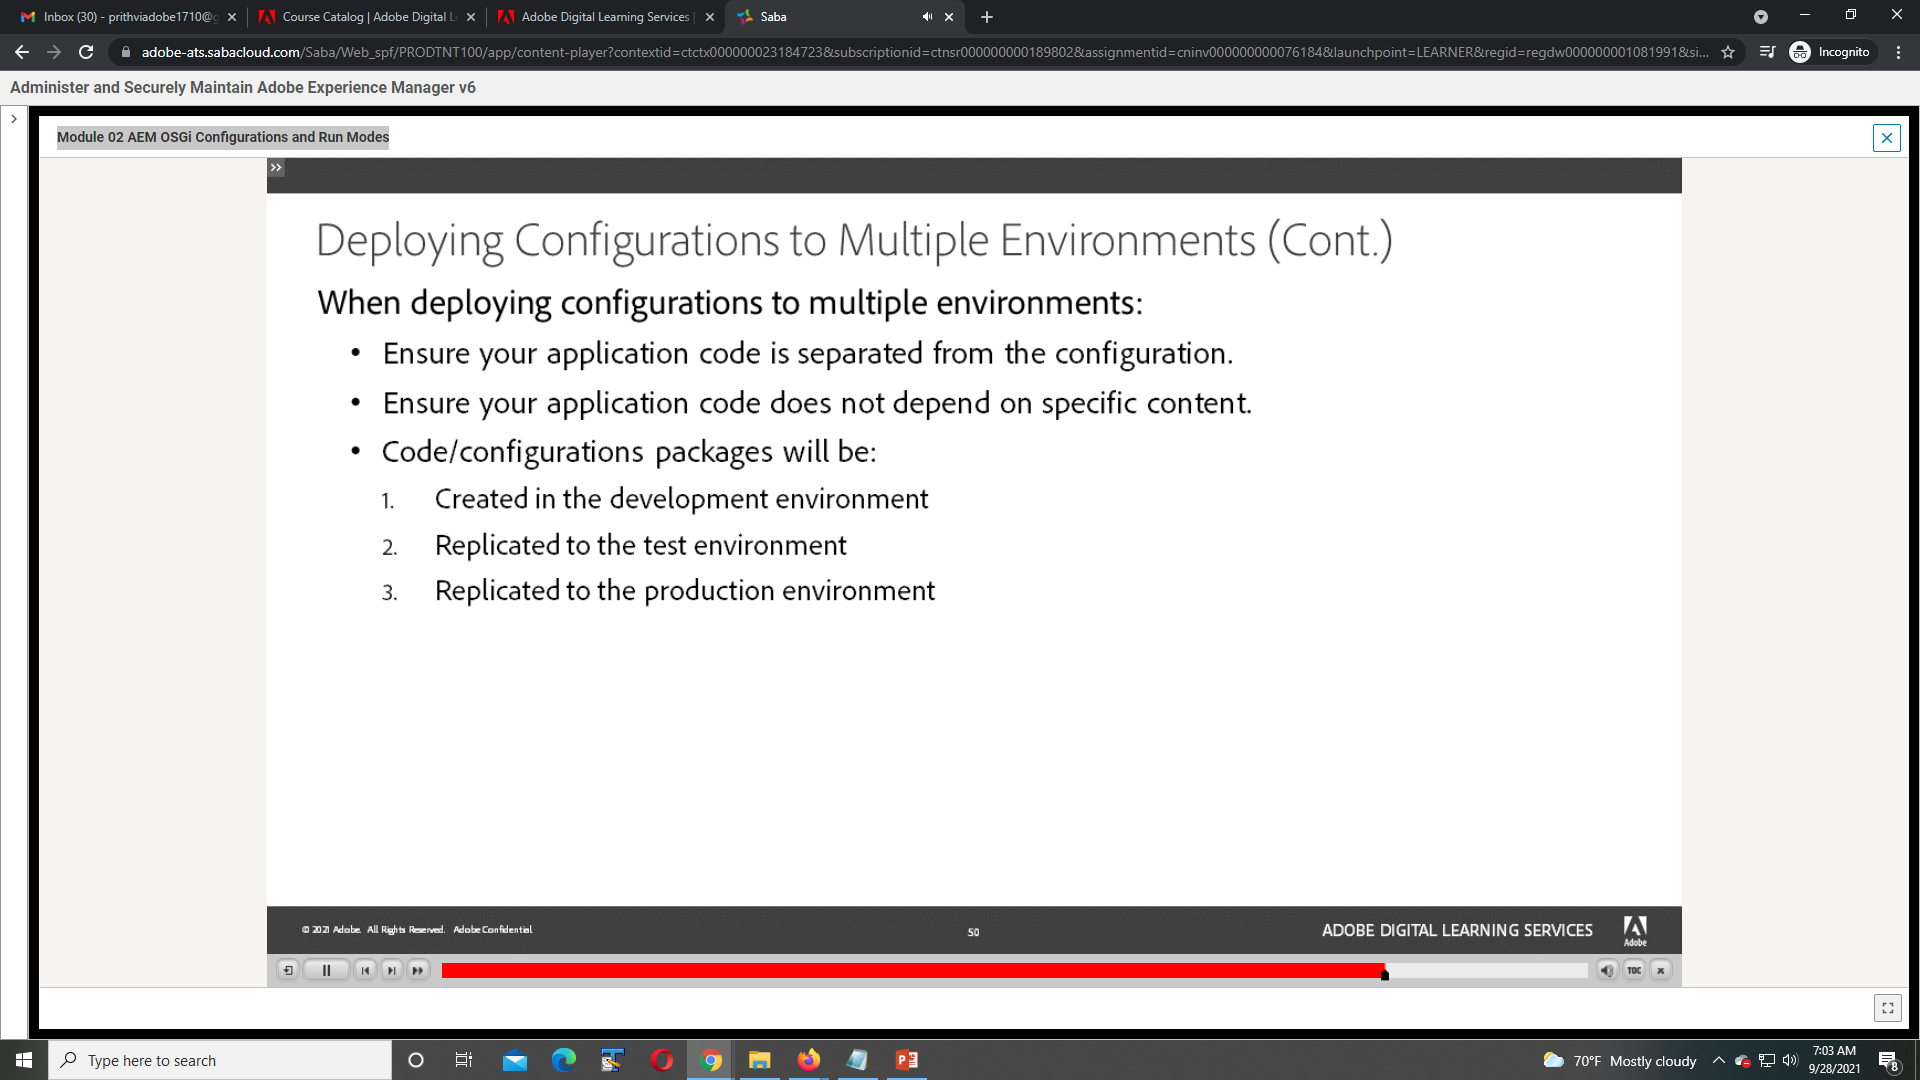 Inbox (30) - prithviadobe1710@g
Course Catalog | Adobe Digital L
Adobe Digital Learning Services |
Saba
adobe-ats.sabacloud.com/Saba/Web_spf/PRODTNT100/app/content-player?contextid=ctctx000000023184723&subscriptionid=ctnsr0000000000189802&assignmentid=cninv000000000076184&launchpoint=LEARNER&regid=regdw000000001081991&si...
Incognito
Administer and Securely Maintain Adobe Experience Manager v6
Module 02 AEM OSGi Configurations and Run Modes
Deploying Configurations to Multiple Environments (Cont.)
When deploying configurations to multiple environments:
• Ensure your application code is separated from the configuration.
• Ensure your application code does not depend on specific content.
• Code/configurations packages will be:
1. Created in the development environment
2. Replicated to the test environment
3. Replicated to the production environment
© 2021 Adobe. All Rights Reserved. Adobe Confidential
50
ADOBE DIGITAL LEARNING SERVICES
Adobe
TOC
Type here to search
70°F Mostly cloudy
7:03 AM
9/28/2021
8